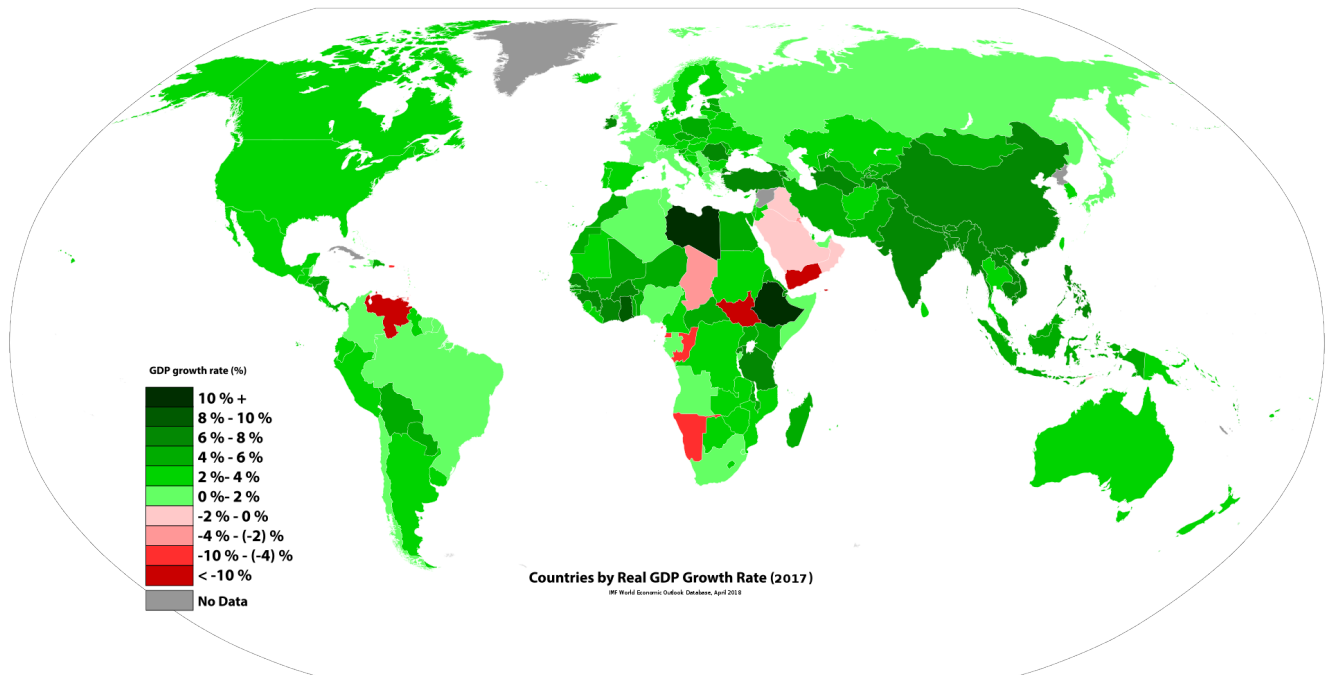 GDP growth rate (%)
10 % +
8 % - 10 %
6 % - 8 %
4 % - 6 %
2 %- 4 %
0 %- 2 %
-2 % - 0 %
-4 % - (-2) %
-10 % - (-4) %
< -10 %
No Data
Countries by Real GDP Growth Rate (2017)
IMF World Economic Outlook Database, April 2018